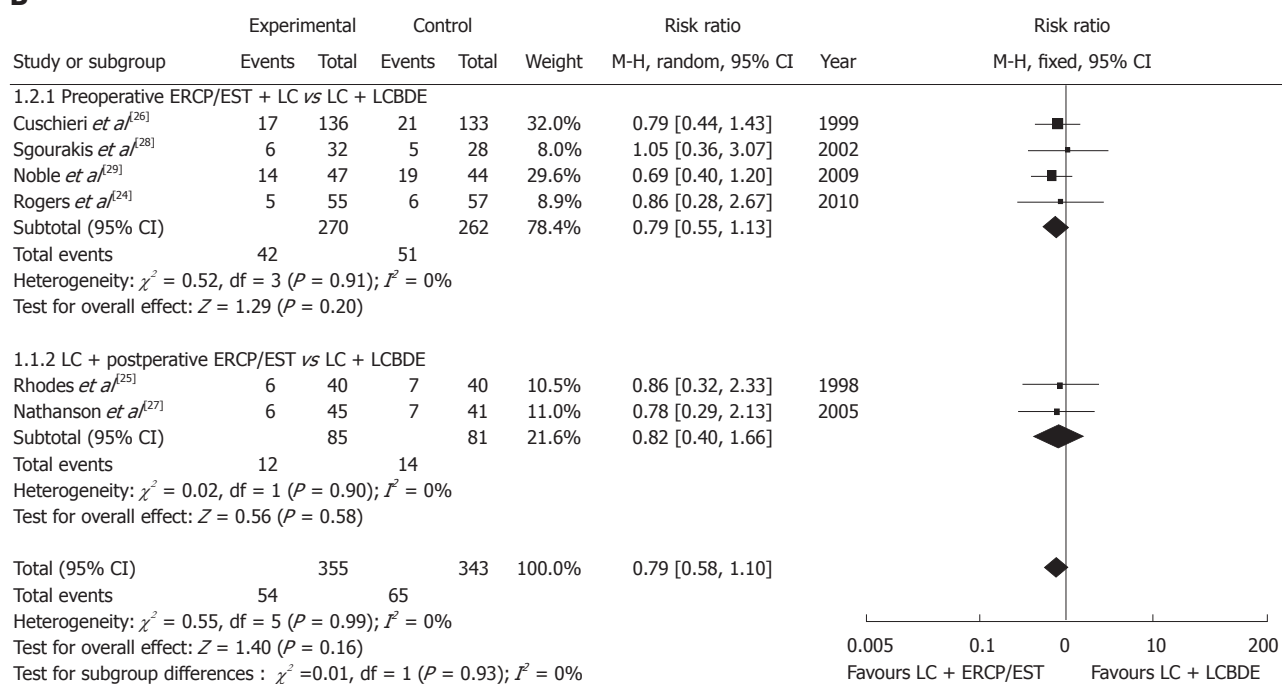 B
Experimental Control Risk ratio Risk ratio
Study or subgroup Events Total Events Total Weight M-H, random, 95% CI Year M-H, fixed, 95% CI
1.2.1 Preoperative ERCP/EST + LC vs LC + LCBDE
Cuschieri et al[26] 17 136 21 133 32.0% 0.79 [0.44, 1.43] 1999
Sgourakis et al[28] 6 32 5 28 8.0% 1.05 [0.36, 3.07] 2002
Noble et al[29] 14 47 19 44 29.6% 0.69 [0.40, 1.20] 2009
Rogers et al[24] 5 55 6 57 8.9% 0.86 [0.28, 2.67] 2010
Subtotal (95% CI) 270 262 78.4% 0.79 [0.55, 1.13]
Total events 42 51
Heterogeneity: χ² = 0.52, df = 3 (P = 0.91); I² = 0%
Test for overall effect: Z = 1.29 (P = 0.20)
1.1.2 LC + postperative ERCP/EST vs LC + LCBDE
Rhodes et al[25] 6 40 7 40 10.5% 0.86 [0.32, 2.33] 1998
Nathanson et al[27] 6 45 7 41 11.0% 0.78 [0.29, 2.13] 2005
Subtotal (95% CI) 85 81 21.6% 0.82 [0.40, 1.66]
Total events 12 14
Heterogeneity: χ² = 0.02, df = 1 (P = 0.90); I² = 0%
Test for overall effect: Z = 0.56 (P = 0.58)
Total (95% CI) 355 343 100.0% 0.79 [0.58, 1.10]
Total events 54 65
Heterogeneity: χ² = 0.55, df = 5 (P = 0.99); I² = 0%
Test for overall effect: Z = 1.40 (P = 0.16)
Test for subgroup differences : χ² =0.01, df = 1 (P = 0.93); I² = 0%
0.005 0.1 0 10 200
Favours LC + ERCP/EST Favours LC + LCBDE